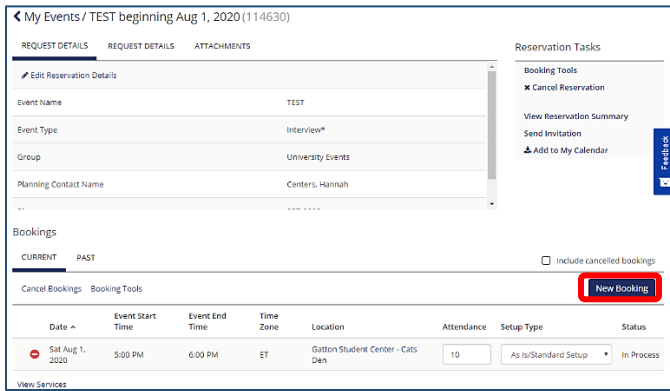 My Events / TEST beginning Aug 1, 2020 (114630)
REQUEST DETAILS REQUEST DETAILS ATTACHMENTS
Edit Reservation Details
Event Name TEST
Event Type Interview*
Group University Events
Planning Contact Name Centers, Hannah
Reservation Tasks
Booking Tools
Cancel Reservation
View Reservation Summary
Send Invitation
Add to My Calendar
Feedback
Bookings
CURRENT PAST
Include cancelled bookings
Cancel Bookings Booking Tools
New Booking
Date Event Start Time Event End Time Time Zone Location Attendance Setup Type Status
Sat Aug 1, 2020 5:00 PM 6:00 PM ET Gatton Student Center - Cats Den 10 As Is/Standard Setup In Process
View Services